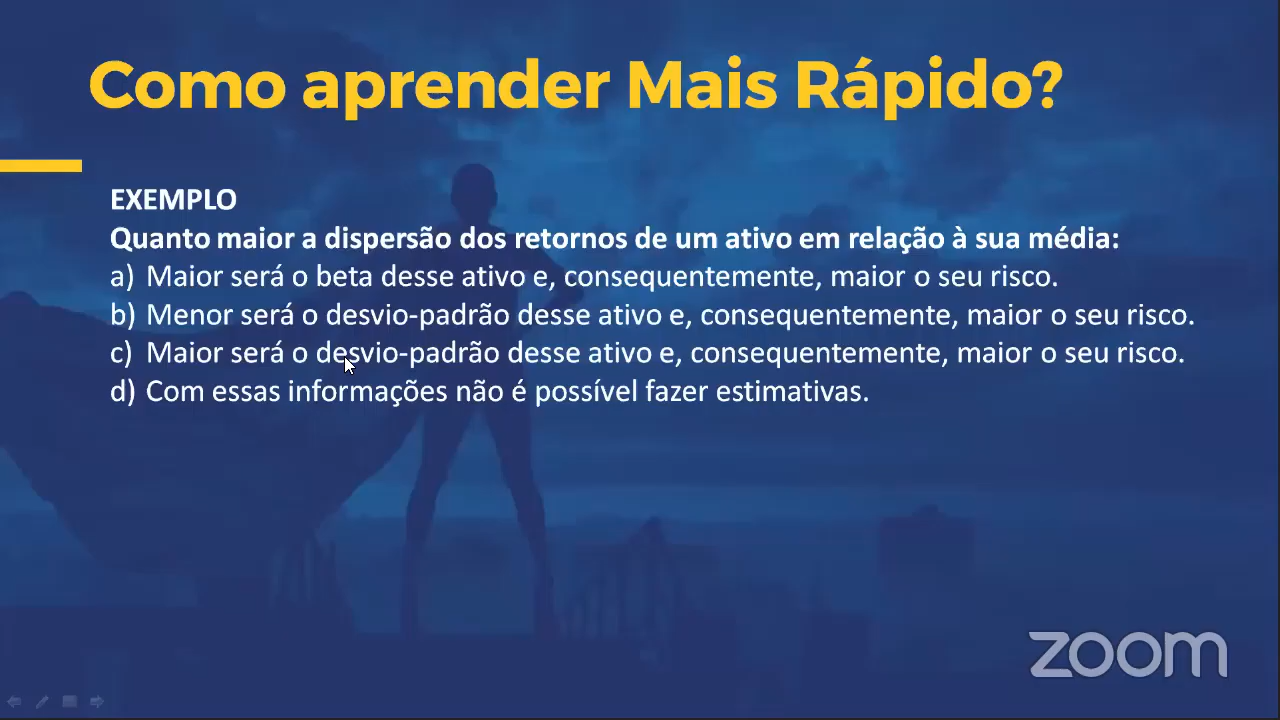 Como aprender Mais Rápido?
EXEMPLO
Quanto maior a dispersão dos retornos de um ativo em relação à sua média:
a) Maior será o beta desse ativo e, consequentemente, maior o seu risco.
b) Menor será o desvio-padrão desse ativo e, consequentemente, maior o seu risco.
c) Maior será o desvio-padrão desse ativo e, consequentemente, maior o seu risco.
d) Com essas informações não é possível fazer estimativas.
zoom